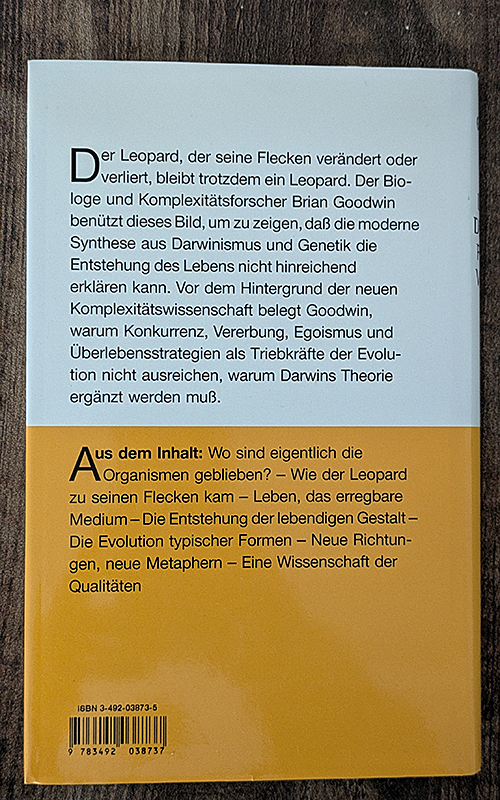 Der Leopard, der seine Flecken verändert oder
verliert, bleibt trotzdem ein Leopard. Der Bio-
loge und Komplexitätsforscher Brian Goodwin
benützt dieses Bild, um zu zeigen, daß die moderne
Synthese aus Darwinismus und Genetik die
Entstehung des Lebens nicht hinreichend
erklären kann. Vor dem Hintergrund der neuen
Komplexitätswissenschaft belegt Goodwin,
warum Konkurrenz, Vererbung, Egoismus und
Überlebensstrategien als Triebkräfte der Evolu-
tion nicht ausreichen, warum Darwins Theorie
ergänzt werden muß.
Aus dem Inhalt: Wo sind eigentlich die
Organismen geblieben? – Wie der Leopard
zu seinen Flecken kam – Leben, das erregbare
Medium – Die Entstehung der lebendigen Gestalt –
Die Evolution typischer Formen – Neue Richtun-
gen, neue Metaphern – Eine Wissenschaft der
Qualitäten
ISBN 3-492-03873-5
9 783492 038737